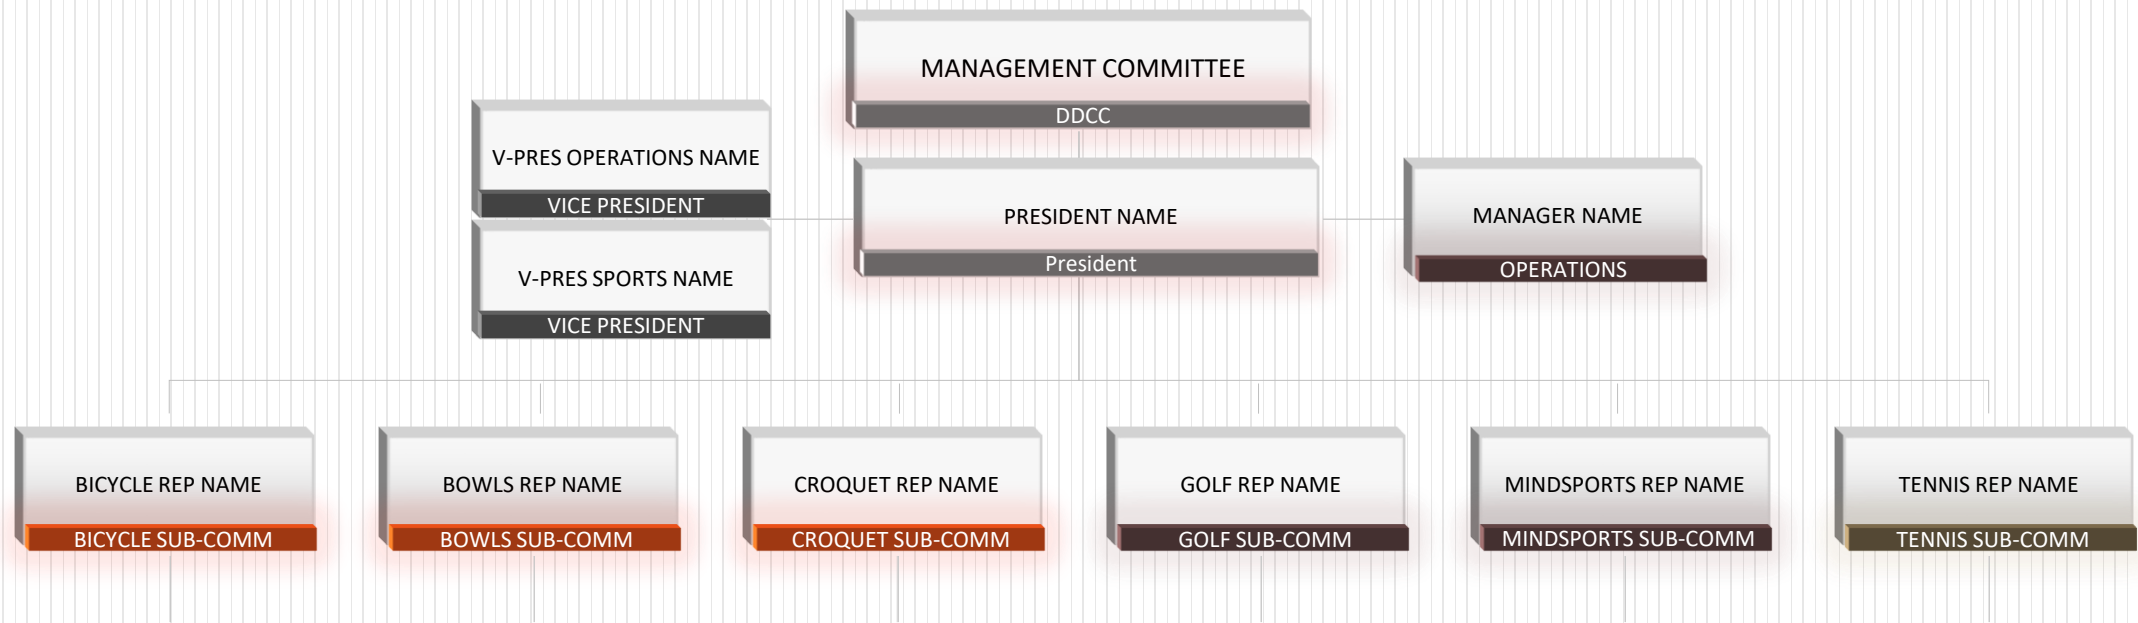 MANAGEMENT COMMITTEE
DDCC
V-PRES OPERATIONS NAME
VICE PRESIDENT
V-PRES SPORTS NAME
VICE PRESIDENT
PRESIDENT NAME
President
MANAGER NAME
OPERATIONS
BICYCLE REP NAME
BICYCLE SUB-COMM
BOWLS REP NAME
BOWLS SUB-COMM
CROQUET REP NAME
CROQUET SUB-COMM
GOLF REP NAME
GOLF SUB-COMM
MINDSPORTS REP NAME
MINDSPORTS SUB-COMM
TENNIS REP NAME
TENNIS SUB-COMM